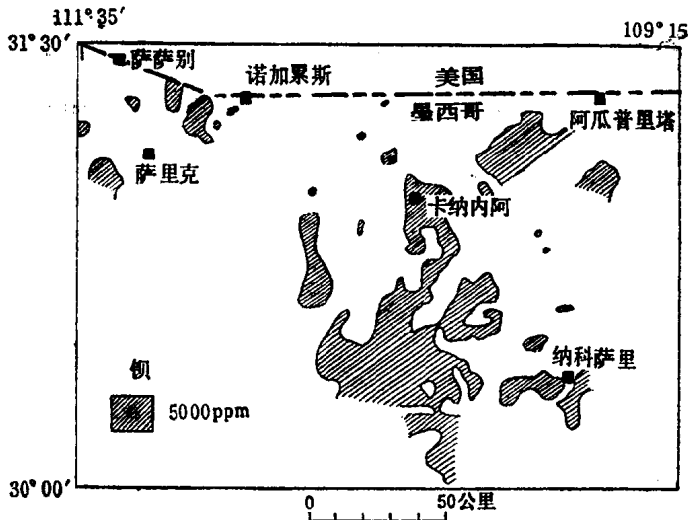 111°35′
109°15
31°30′
萨萨别
诺加累斯
美国
墨西哥
阿瓜普里塔
萨里克
卡纳内阿
纳科萨里
钡
5000ppm
30°00′
0 50公里